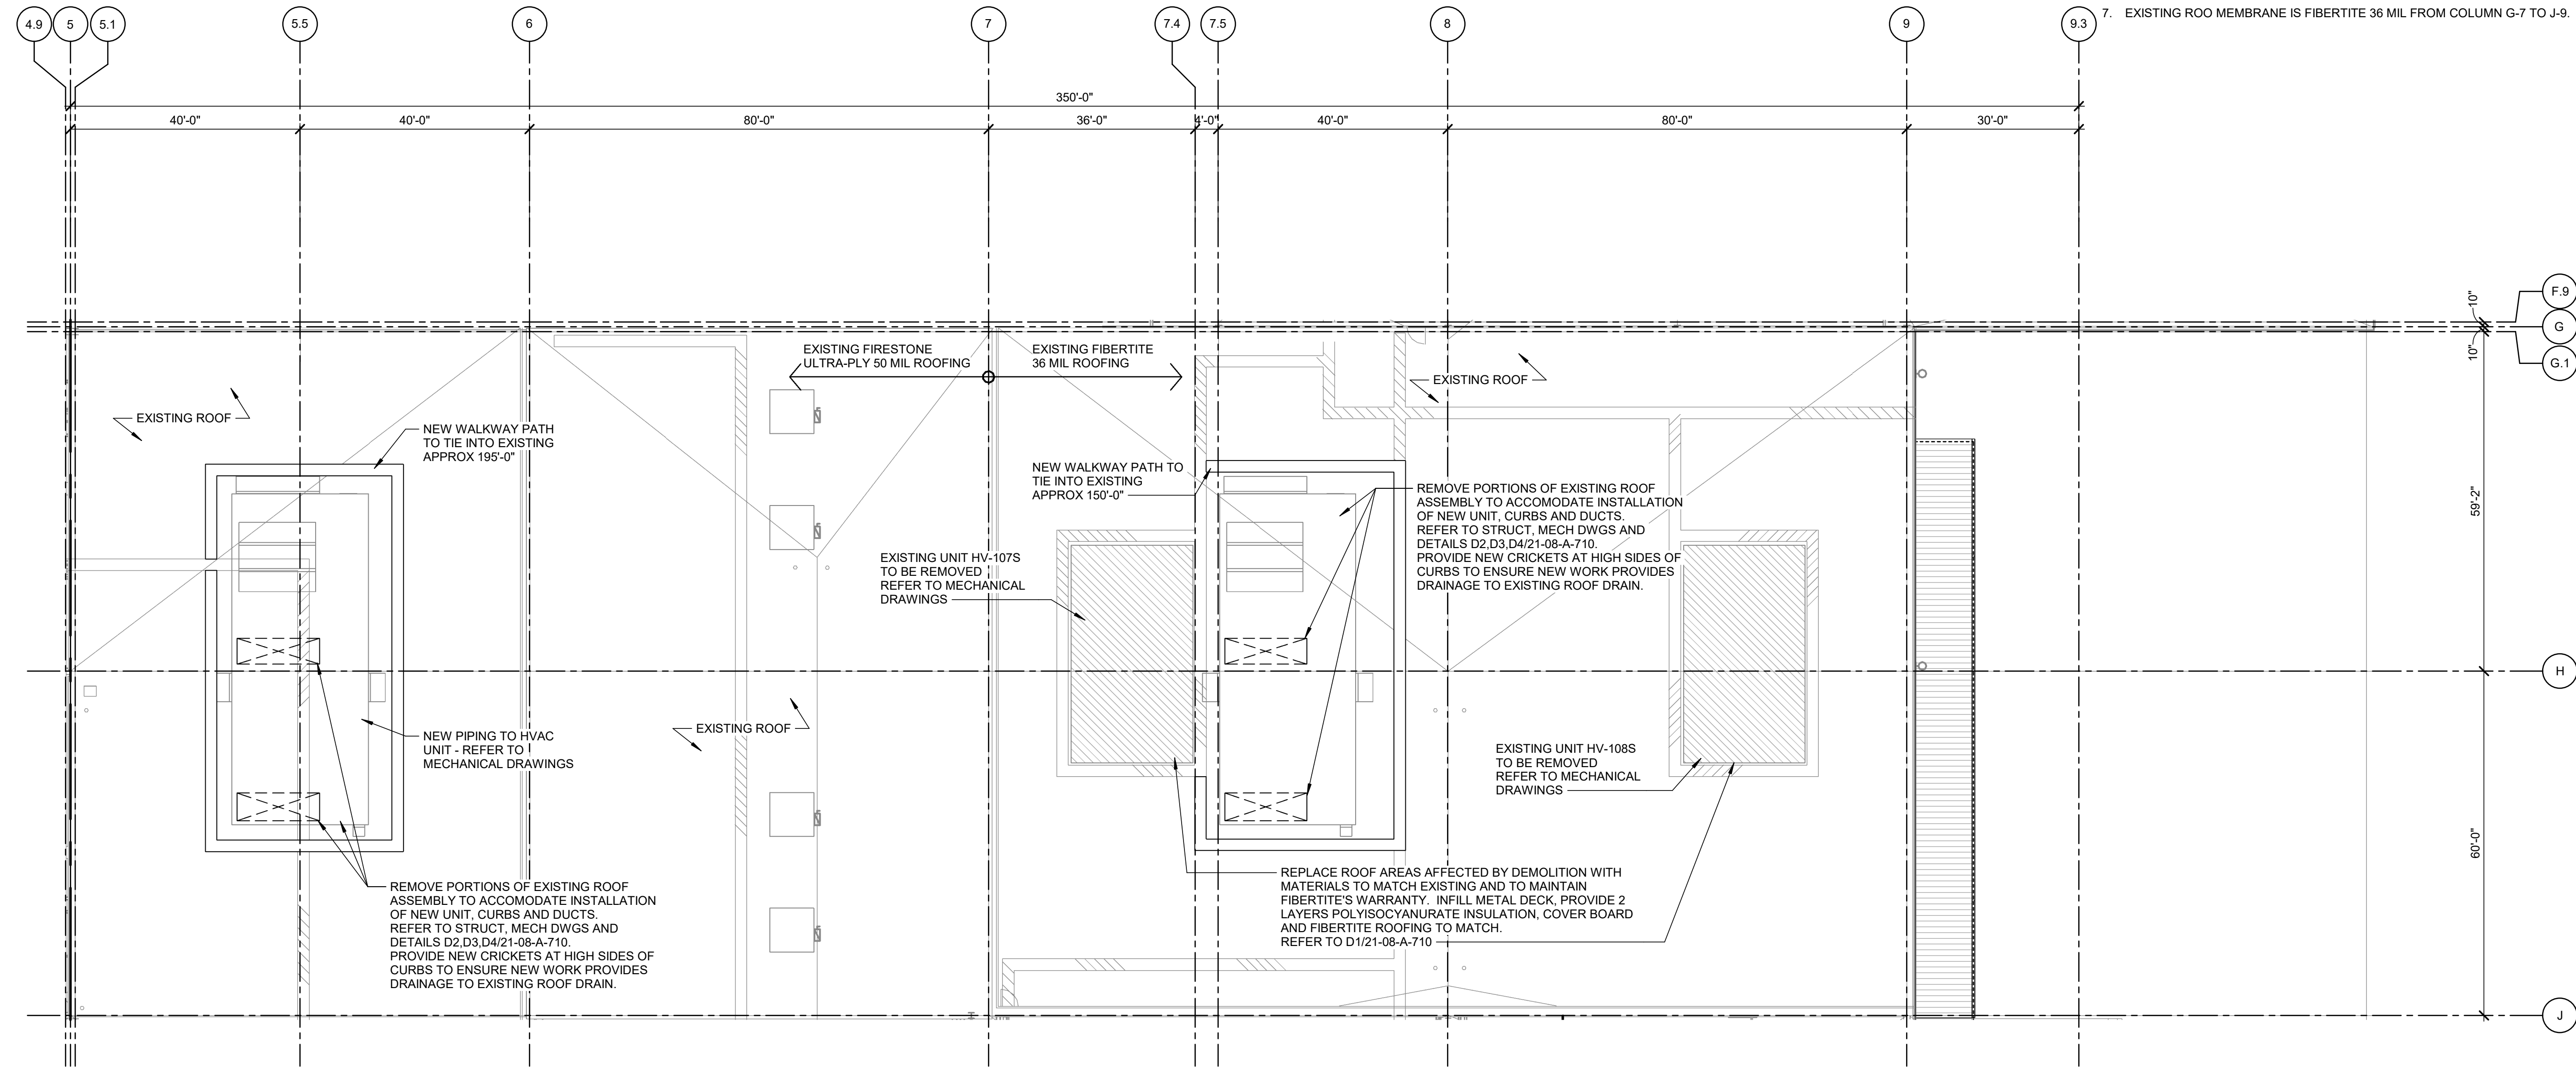 4.9
5
5.1
5.5
6
7
7.4
7.5
8
9
9.3
7. EXISTING ROO MEMBRANE IS FIBERTITE 36 MIL FROM COLUMN G-7 TO J-9.
350'-0"
40'-0"
40'-0"
80'-0"
36'-0"
4'-0"
40'-0"
80'-0"
30'-0"
10"
F.9
G
10"
G.1
EXISTING FIRESTONE
ULTRA-PLY 50 MIL ROOFING
EXISTING FIBERTITE
36 MIL ROOFING
EXISTING ROOF
EXISTING ROOF
NEW WALKWAY PATH
TO TIE INTO EXISTING
APPROX 195'-0"
NEW WALKWAY PATH TO
TIE INTO EXISTING
APPROX 150'-0"
REMOVE PORTIONS OF EXISTING ROOF
ASSEMBLY TO ACCOMODATE INSTALLATION
OF NEW UNIT, CURBS AND DUCTS.
REFER TO STRUCT, MECH DWGS AND
DETAILS D2,D3,D4/21-08-A-710.
PROVIDE NEW CRICKETS AT HIGH SIDES OF
CURBS TO ENSURE NEW WORK PROVIDES
DRAINAGE TO EXISTING ROOF DRAIN.
59'-2"
EXISTING UNIT HV-107S
TO BE REMOVED
REFER TO MECHANICAL
DRAWINGS
H
EXISTING ROOF
NEW PIPING TO HVAC
UNIT - REFER TO
MECHANICAL DRAWINGS
EXISTING UNIT HV-108S
TO BE REMOVED
REFER TO MECHANICAL
DRAWINGS
60'-0"
REMOVE PORTIONS OF EXISTING ROOF
ASSEMBLY TO ACCOMODATE INSTALLATION
OF NEW UNIT, CURBS AND DUCTS.
REFER TO STRUCT, MECH DWGS AND
DETAILS D2,D3,D4/21-08-A-710.
PROVIDE NEW CRICKETS AT HIGH SIDES OF
CURBS TO ENSURE NEW WORK PROVIDES
DRAINAGE TO EXISTING ROOF DRAIN.
REPLACE ROOF AREAS AFFECTED BY DEMOLITION WITH
MATERIALS TO MATCH EXISTING AND TO MAINTAIN
FIBERTITE'S WARRANTY. INFILL METAL DECK, PROVIDE 2
LAYERS POLYISOCYANURATE INSULATION, COVER BOARD
AND FIBERTITE ROOFING TO MATCH.
REFER TO D1/21-08-A-710
J